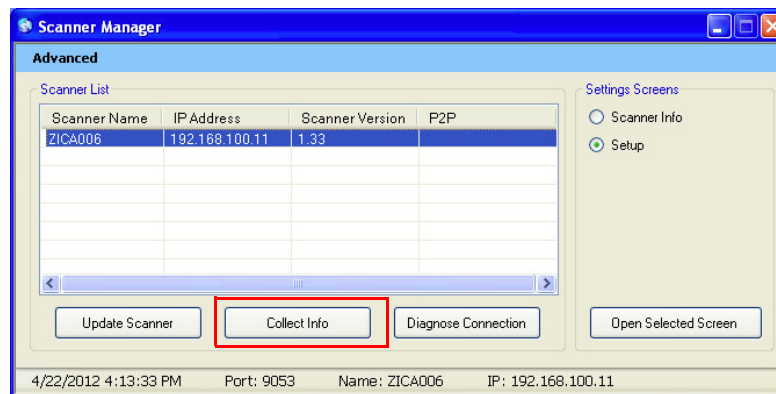 Scanner Manager
Advanced
Scanner List
Scanner Name IP Address Scanner Version P2P
ZICA006 192.168.100.11 1.33
Update Scanner Collect Info Diagnose Connection
Settings Screens
Scanner Info
Setup
Open Selected Screen
4/22/2012 4:13:33 PM Port: 9053 Name: ZICA006 IP: 192.168.100.11